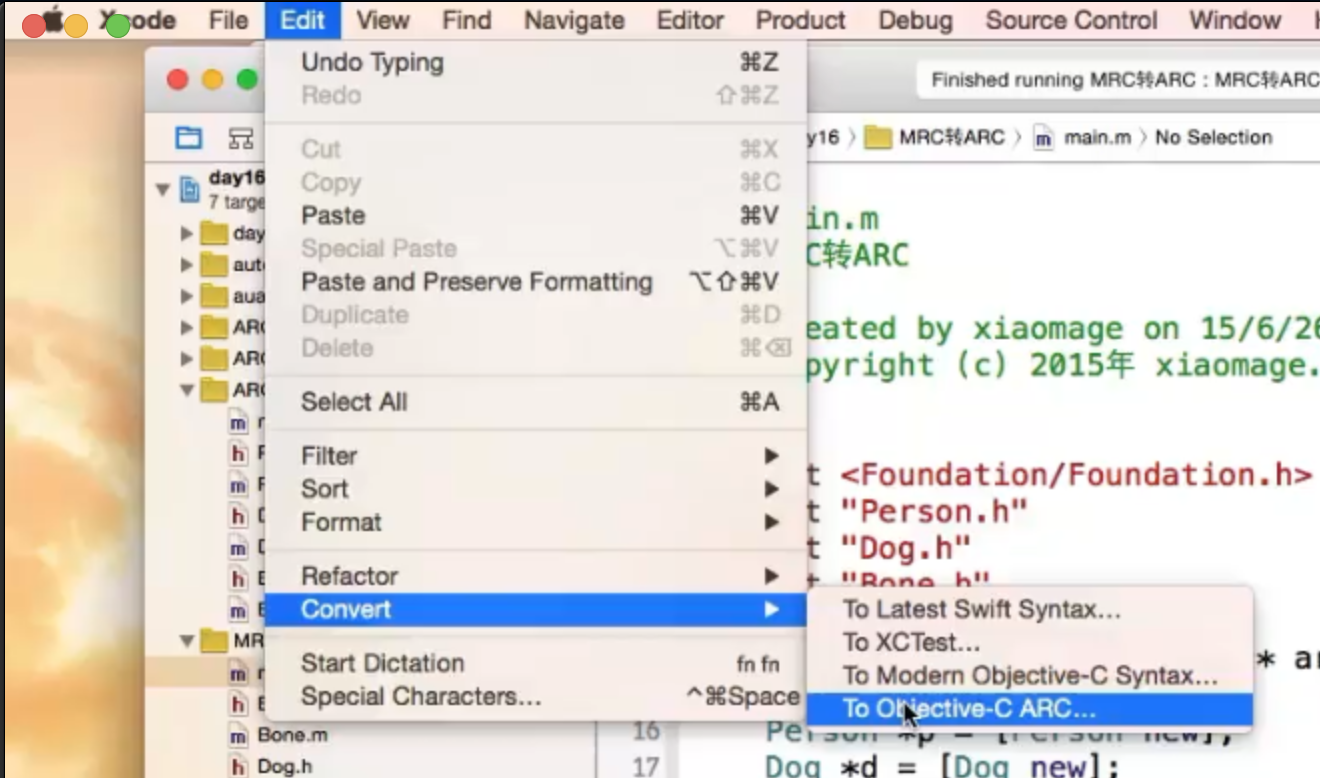 Xcode File Edit View Find Navigate Editor Product Debug Source Control Window
Finished running MRC转ARC : MRC转ARC
Undo Typing ⌘Z
Redo ⇧⌘Z
Cut ⌘X
Copy ⌘C
Paste ⌘V
Special Paste ⌥⌘V
Paste and Preserve Formatting ⌥⇧⌘V
Duplicate ⌘D
Delete ⌘⌫
Select All ⌘A
Filter
Sort
Format
Refactor
Convert
Start Dictation fn fn
Special Characters... ^⌘Space
To Latest Swift Syntax...
To XCTest...
To Modern Objective-C Syntax...
To Objective-C ARC...
day16
7 targe
day
aut
aua
ARC
ARC
ARC
m
h
m
h
m
h
m
MR
m
h
m Bone.m
h Dog.h
y16 〉 MRC转ARC 〉 m main.m 〉 No Selection
in.m
C转ARC
eated by xiaomage on 15/6/26
pyright (c) 2015年 xiaomage.
t <Foundation/Foundation.h>
t "Person.h"
t "Dog.h"
t "Bone.h"
* ar
16 Person *p = [Person new];
17 Dog *d = [Dog new];